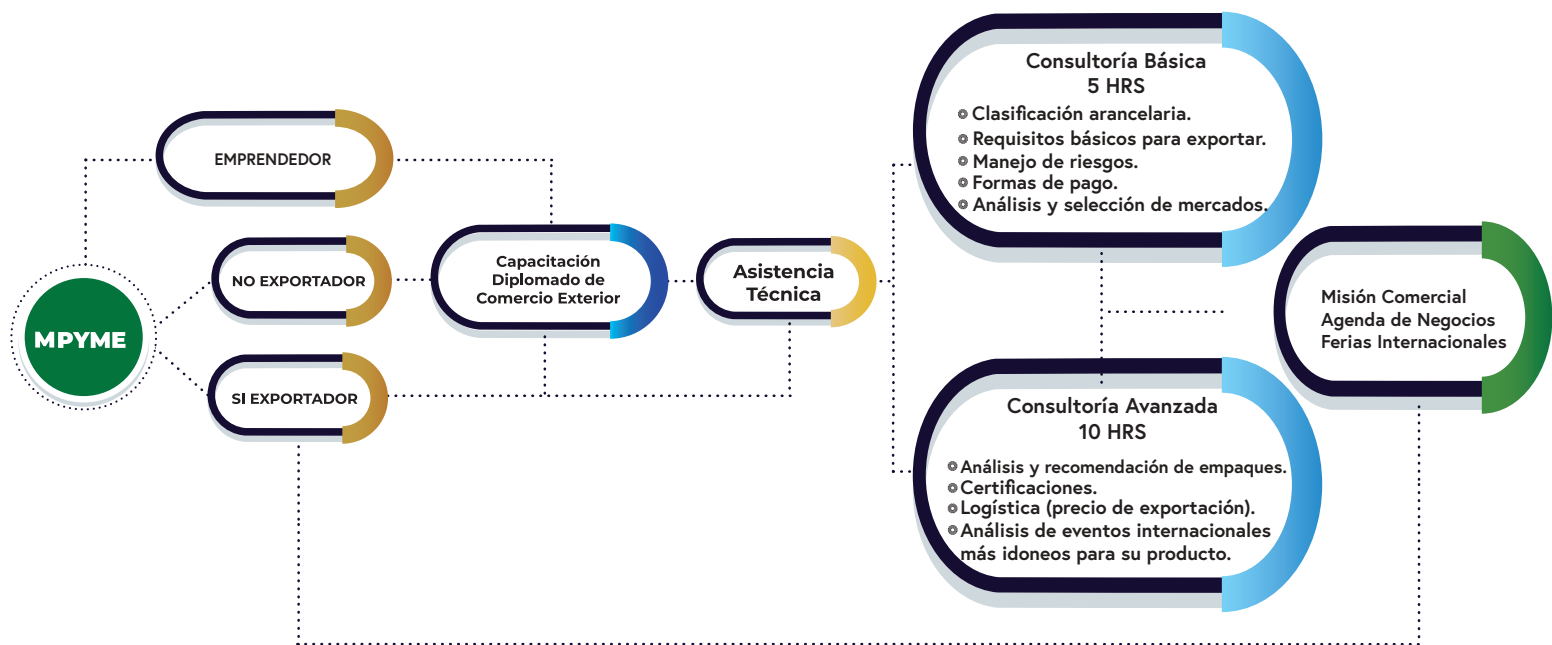 MPYME
EMPRENDEDOR
NO EXPORTADOR
SI EXPORTADOR
Capacitación
Diplomado de
Comercio Exterior
Asistencia
Técnica
Consultoría Básica
5 HRS
Clasificación arancelaria.
Requisitos básicos para exportar.
Manejo de riesgos.
Formas de pago.
Análisis y selección de mercados.
Consultoría Avanzada
10 HRS
Análisis y recomendación de empaques.
Certificaciones.
Logística (precio de exportación).
Análisis de eventos internacionales
más idoneos para su producto.
Misión Comercial
Agenda de Negocios
Ferias Internacionales